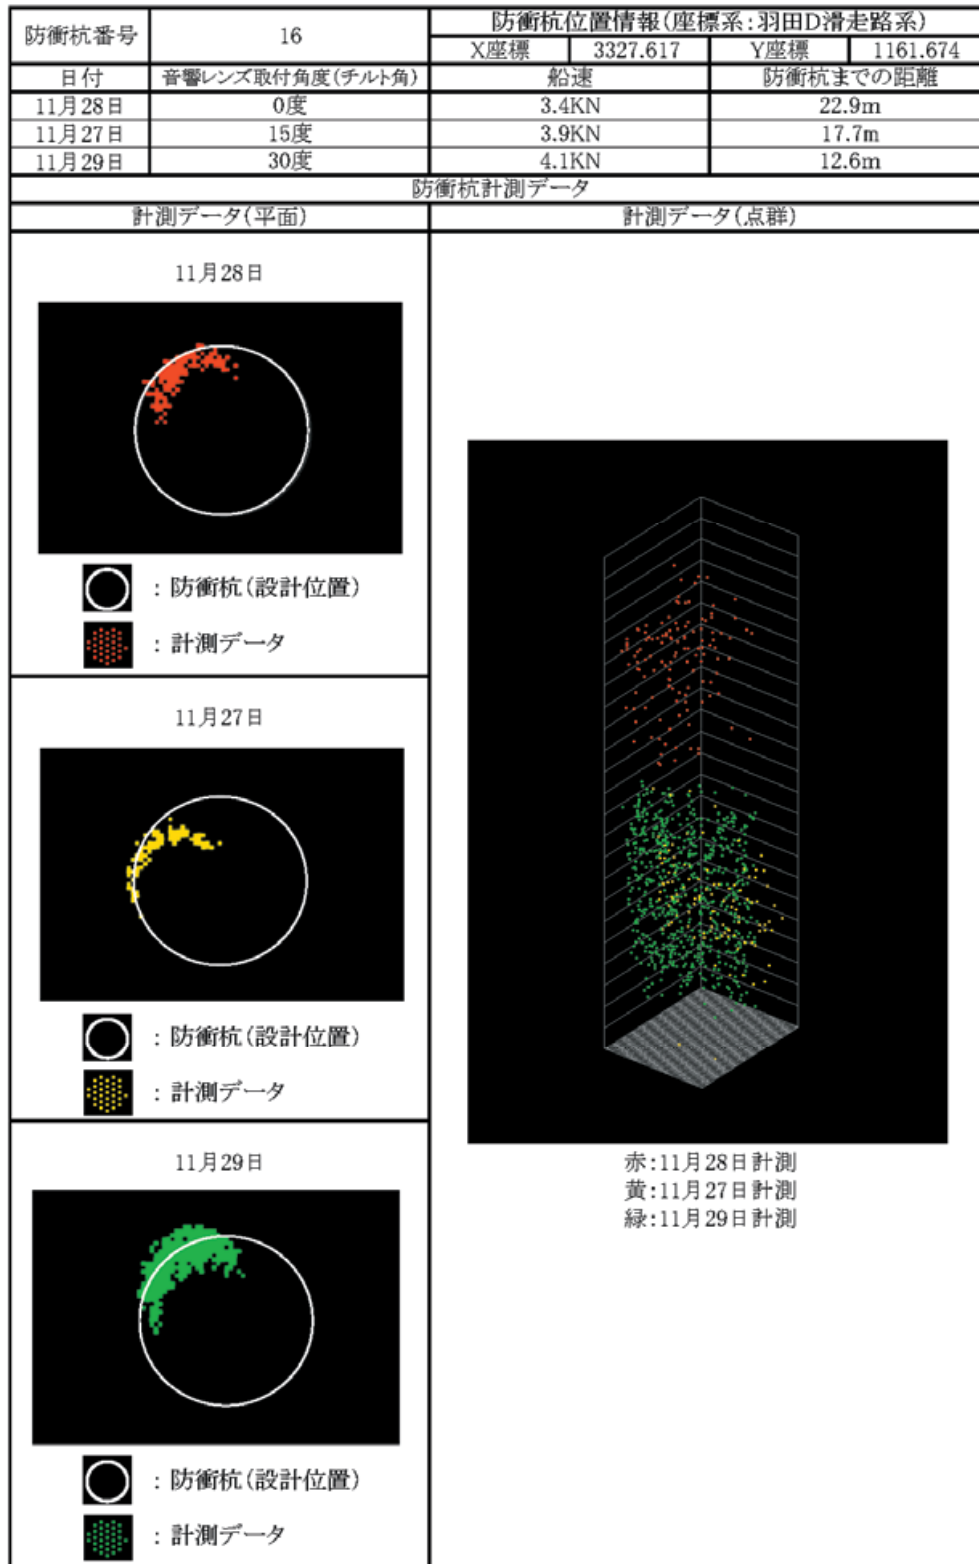 防衝杭番号 16 防衝杭位置情報(座標系:羽田D滑走路系)
X座標 3327.617 Y座標 1161.674
日付 音響レンズ取付角度(チルト角) 船速 防衝杭までの距離
11月28日 0度 3.4KN 22.9m
11月27日 15度 3.9KN 17.7m
11月29日 30度 4.1KN 12.6m
防衝杭計測データ
計測データ(平面) 計測データ(点群)
11月28日
:防衝杭(設計位置)
:計測データ
11月27日
:防衝杭(設計位置)
:計測データ
11月29日
:防衝杭(設計位置)
:計測データ
赤:11月28日計測
黄:11月27日計測
緑:11月29日計測